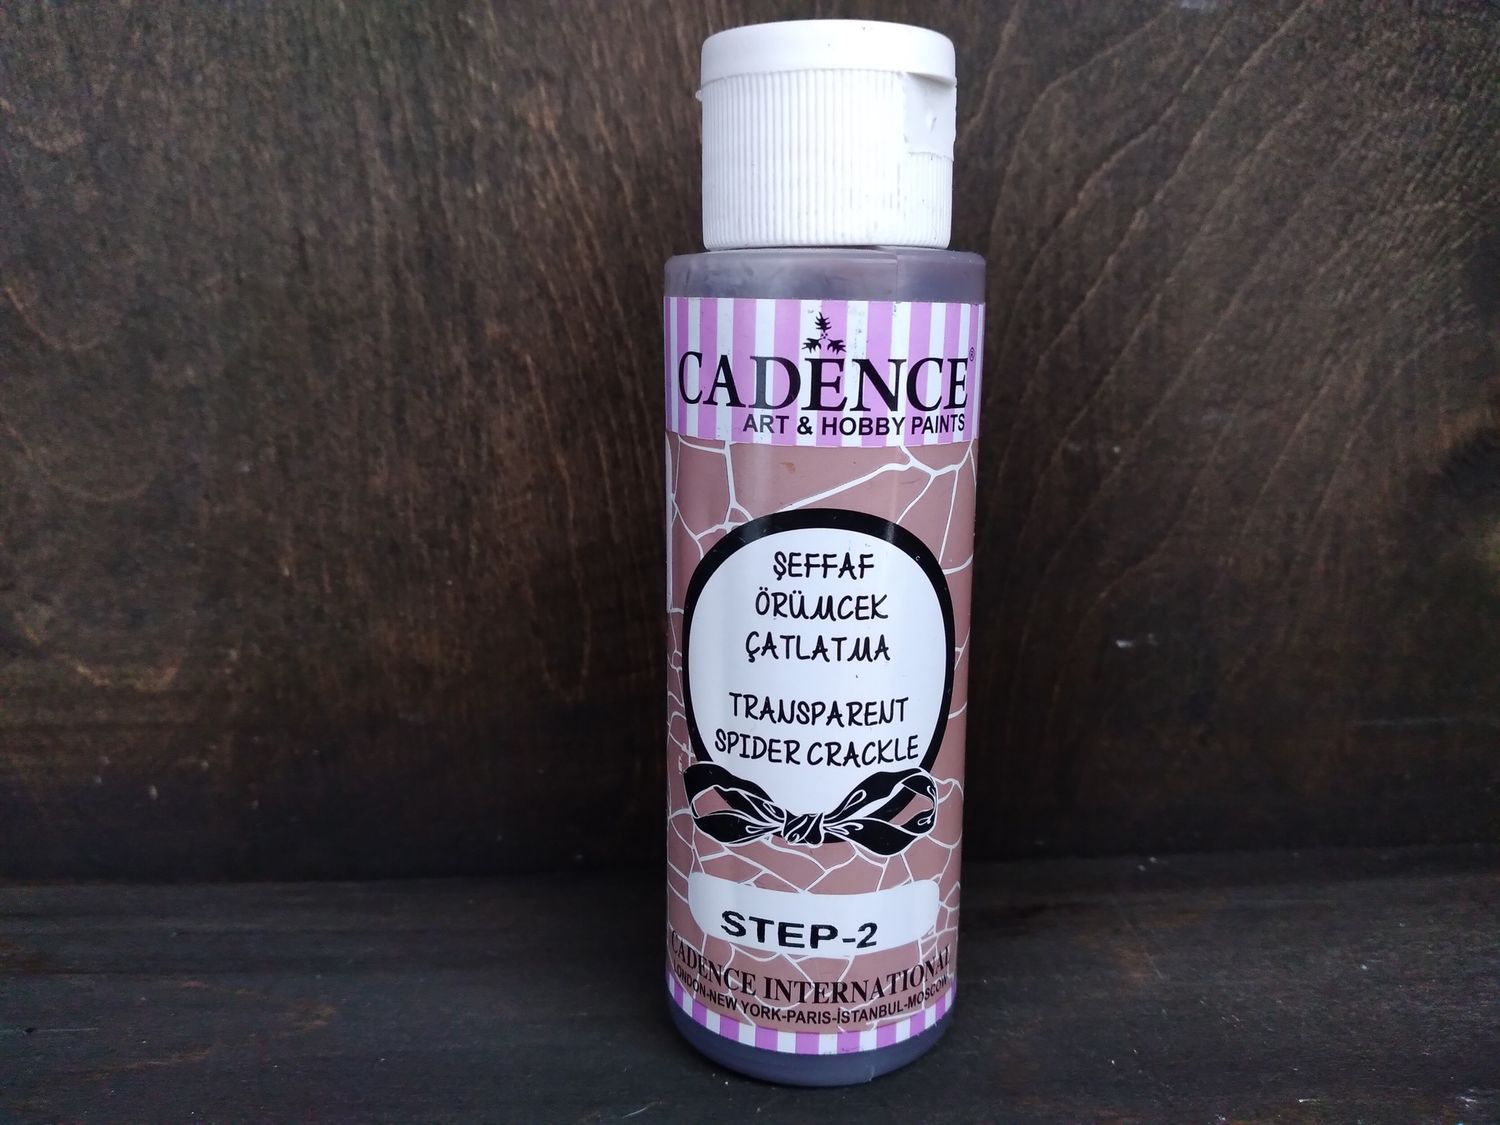 CADENCE®
ART & HOBBY PAINTS
ŞEFFAF
ÖRÜMCEK
ÇATLATMA
TRANSPARENT
SPIDER CRACKLE
STEP-2
CADENCE INTERNATIONAL
LONDON-NEW YORK-PARIS-İSTANBUL-MOSCOW